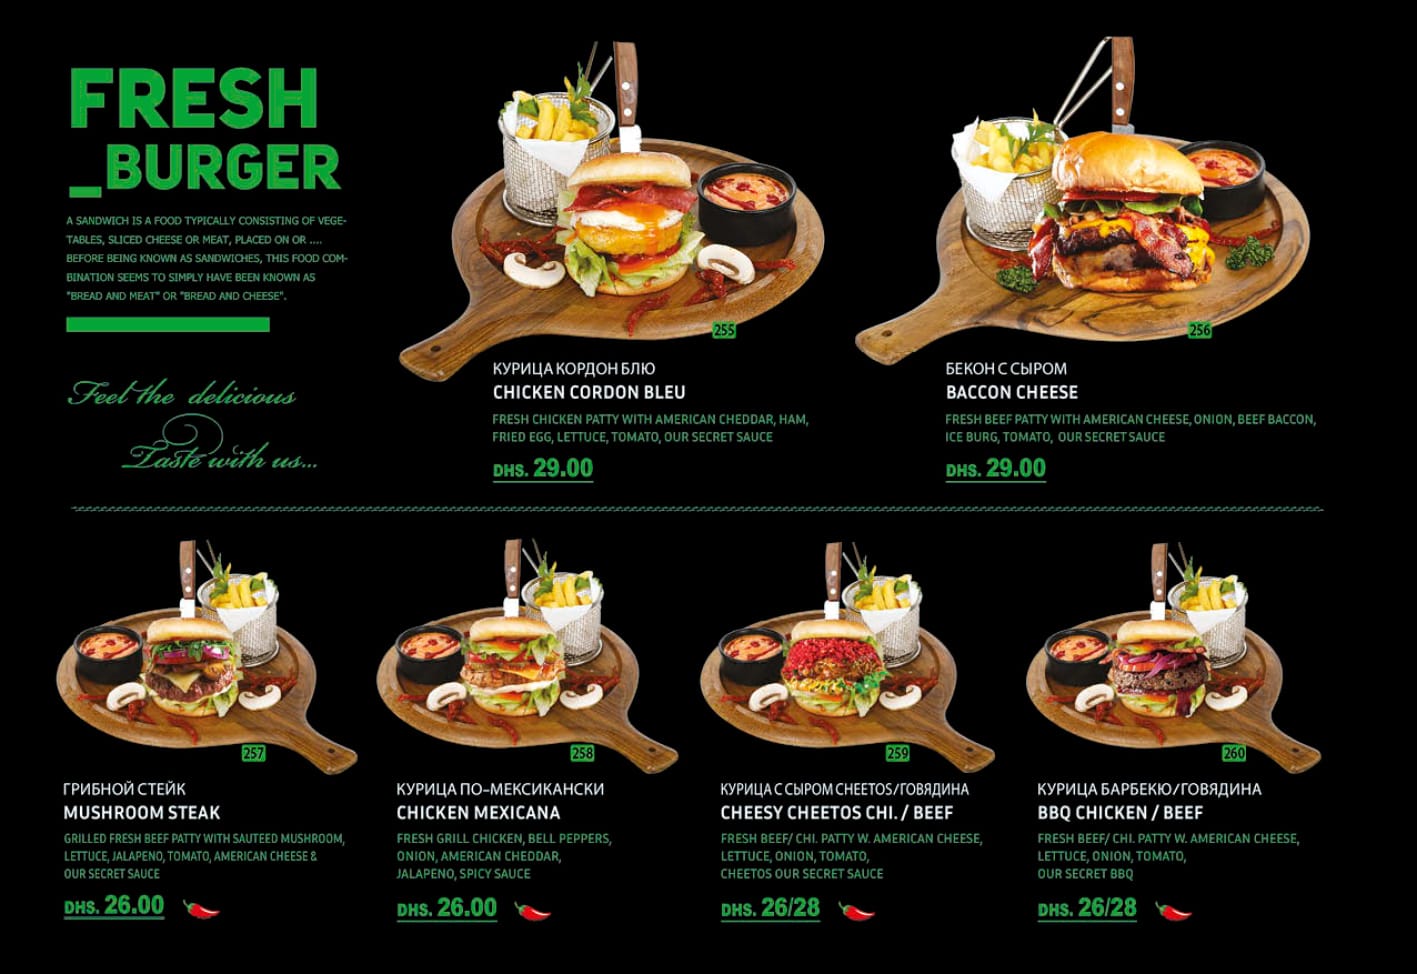 FRESH
_BURGER
A SANDWICH IS A FOOD TYPICALLY CONSISTING OF VEGE-
TABLES, SLICED CHEESE OR MEAT, PLACED ON OR ....
BEFORE BEING KNOWN AS SANDWICHES, THIS FOOD COM-
BINATION SEEMS TO SIMPLY HAVE BEEN KNOWN AS
"BREAD AND MEAT" OR "BREAD AND CHEESE".
Feel the delicious
Taste with us...
255
КУРИЦА КОРДОН БЛЮ
CHICKEN CORDON BLEU
FRESH CHICKEN PATTY WITH AMERICAN CHEDDAR, HAM,
FRIED EGG, LETTUCE, TOMATO, OUR SECRET SAUCE
DHS. 29.00
256
БЕКОН С СЫРОМ
BACCON CHEESE
FRESH BEEF PATTY WITH AMERICAN CHEESE, ONION, BEEF BACCON,
ICE BURG, TOMATO, OUR SECRET SAUCE
DHS. 29.00
257
ГРИБНОЙ СТЕЙК
MUSHROOM STEAK
GRILLED FRESH BEEF PATTY WITH SAUTEED MUSHROOM,
LETTUCE, JALAPENO, TOMATO, AMERICAN CHEESE &
OUR SECRET SAUCE
DHS. 26.00
258
КУРИЦА ПО-МЕКСИКАНСКИ
CHICKEN MEXICANA
FRESH GRILL CHICKEN, BELL PEPPERS,
ONION, AMERICAN CHEDDAR,
JALAPENO, SPICY SAUCE
DHS. 26.00
259
КУРИЦА С СЫРОМ CHEETOS/ГОВЯДИНА
CHEESY CHEETOS CHI. / BEEF
FRESH BEEF/ CHI. PATTY W. AMERICAN CHEESE,
LETTUCE, ONION, TOMATO,
CHEETOS OUR SECRET SAUCE
DHS. 26/28
260
КУРИЦА БАРБЕКЮ/ГОВЯДИНА
BBQ CHICKEN / BEEF
FRESH BEEF/ CHI. PATTY W. AMERICAN CHEESE,
LETTUCE, ONION, TOMATO,
OUR SECRET BBQ
DHS. 26/28